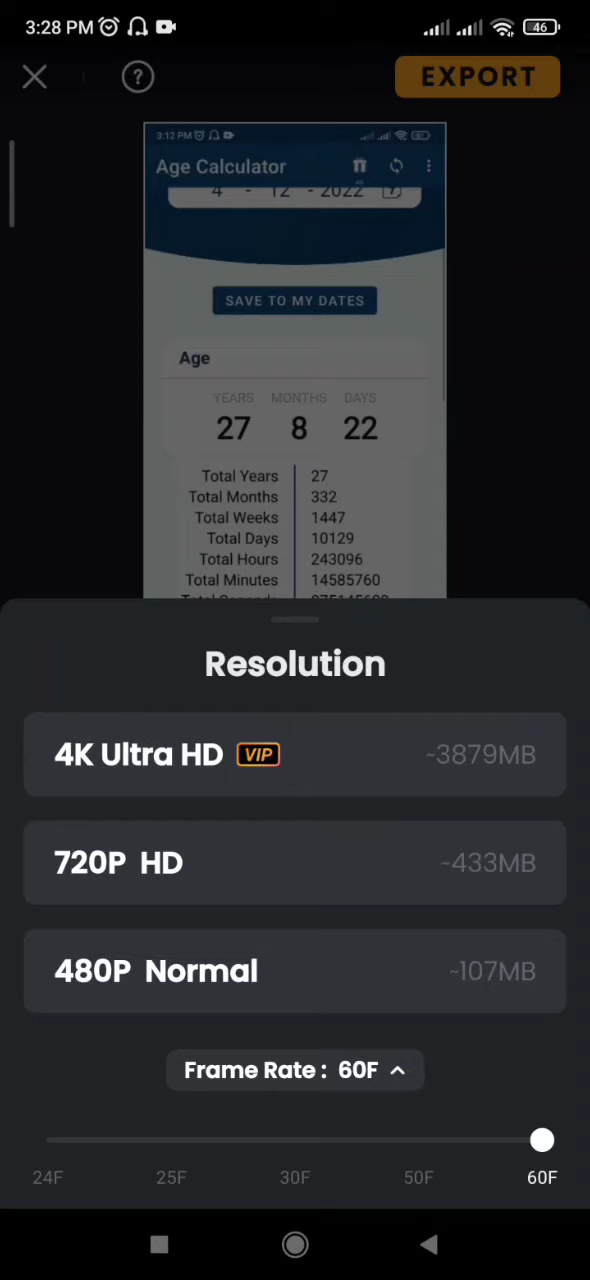 3:28 PM 46
? EXPORT
3:12 PM
Age Calculator
4 - 12 - 2022
SAVE TO MY DATES
Age
YEARS MONTHS DAYS
27 8 22
Total Years 27
Total Months 332
Total Weeks 1447
Total Days 10129
Total Hours 243096
Total Minutes 14585760
Resolution
4K Ultra HD VIP ~3879MB
720P HD ~433MB
480P Normal ~107MB
Frame Rate : 60F
24F 25F 30F 50F 60F